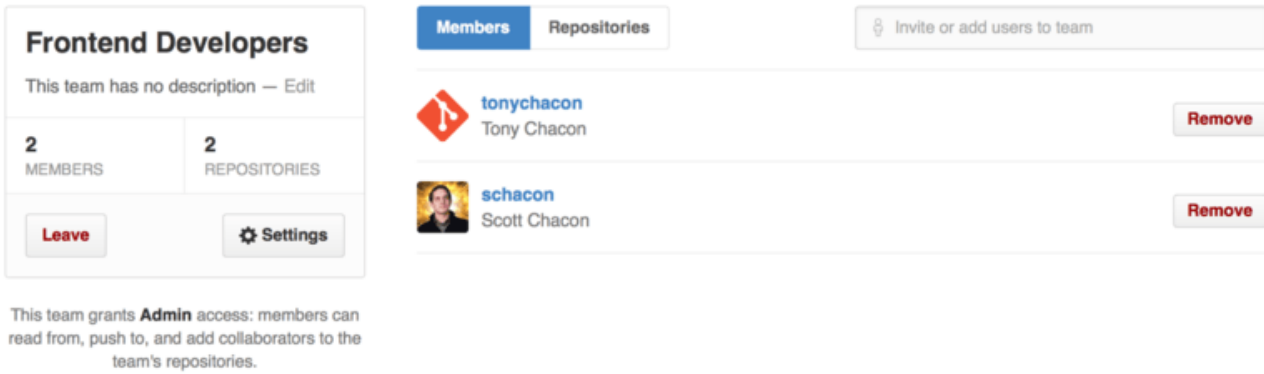 Frontend Developers
This team has no description — Edit
2
MEMBERS
2
REPOSITORIES
Leave
Settings
This team grants Admin access: members can
read from, push to, and add collaborators to the
team's repositories.
Members
Repositories
Invite or add users to team
tonychacon
Tony Chacon
Remove
schacon
Scott Chacon
Remove